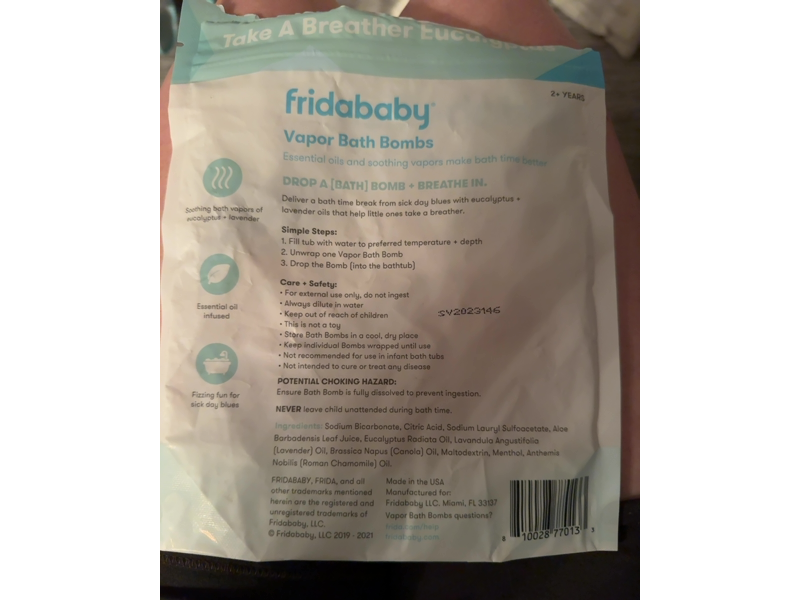 Take A Breather
fridababy
2+ YEARS
Vapor Bath Bombs
Essential oils and soothing vapors make bath time better
DROP A [BATH] BOMB + BREATHE IN.
Deliver a bath time break from sick day blues with eucalyptus +
lavender oils that help little ones take a breather.
Soothing bath vapors of
eucalyptus + lavender
Simple Steps:
1. Fill tub with water to preferred temperature + depth
2. Unwrap one Vapor Bath Bomb
3. Drop the Bomb (into the bathtub)
Essential oil
infused
Care + Safety:
• For external use only, do not ingest
• Always dilute in water
• Keep out of reach of children
• This is not a toy
• Store Bath Bombs in a cool, dry place
• Keep individual Bombs wrapped until use
• Not recommended for use in infant bath tubs
• Not intended to cure or treat any disease
SY2023146
Fizzing fun for
sick day blues
POTENTIAL CHOKING HAZARD:
Ensure Bath Bomb is fully dissolved to prevent ingestion.
NEVER leave child unattended during bath time.
Ingredients: Sodium Bicarbonate, Citric Acid, Sodium Lauryl Sulfoacetate, Aloe
Barbadensis Leaf Juice, Eucalyptus Radiata Oil, Lavandula Angustifolia
(Lavender) Oil, Brassica Napus (Canola) Oil, Maltodextrin, Menthol, Anthemis
Nobilis (Roman Chamomile) Oil.
FRIDABABY, FRIDA, and all
other trademarks mentioned
herein are the registered and
unregistered trademarks of
Fridababy, LLC.
© Fridababy, LLC 2019 - 2021
Made in the USA
Manufactured for:
Fridababy LLC. Miami, FL 33137
Vapor Bath Bombs questions?
8 10028 77013 3